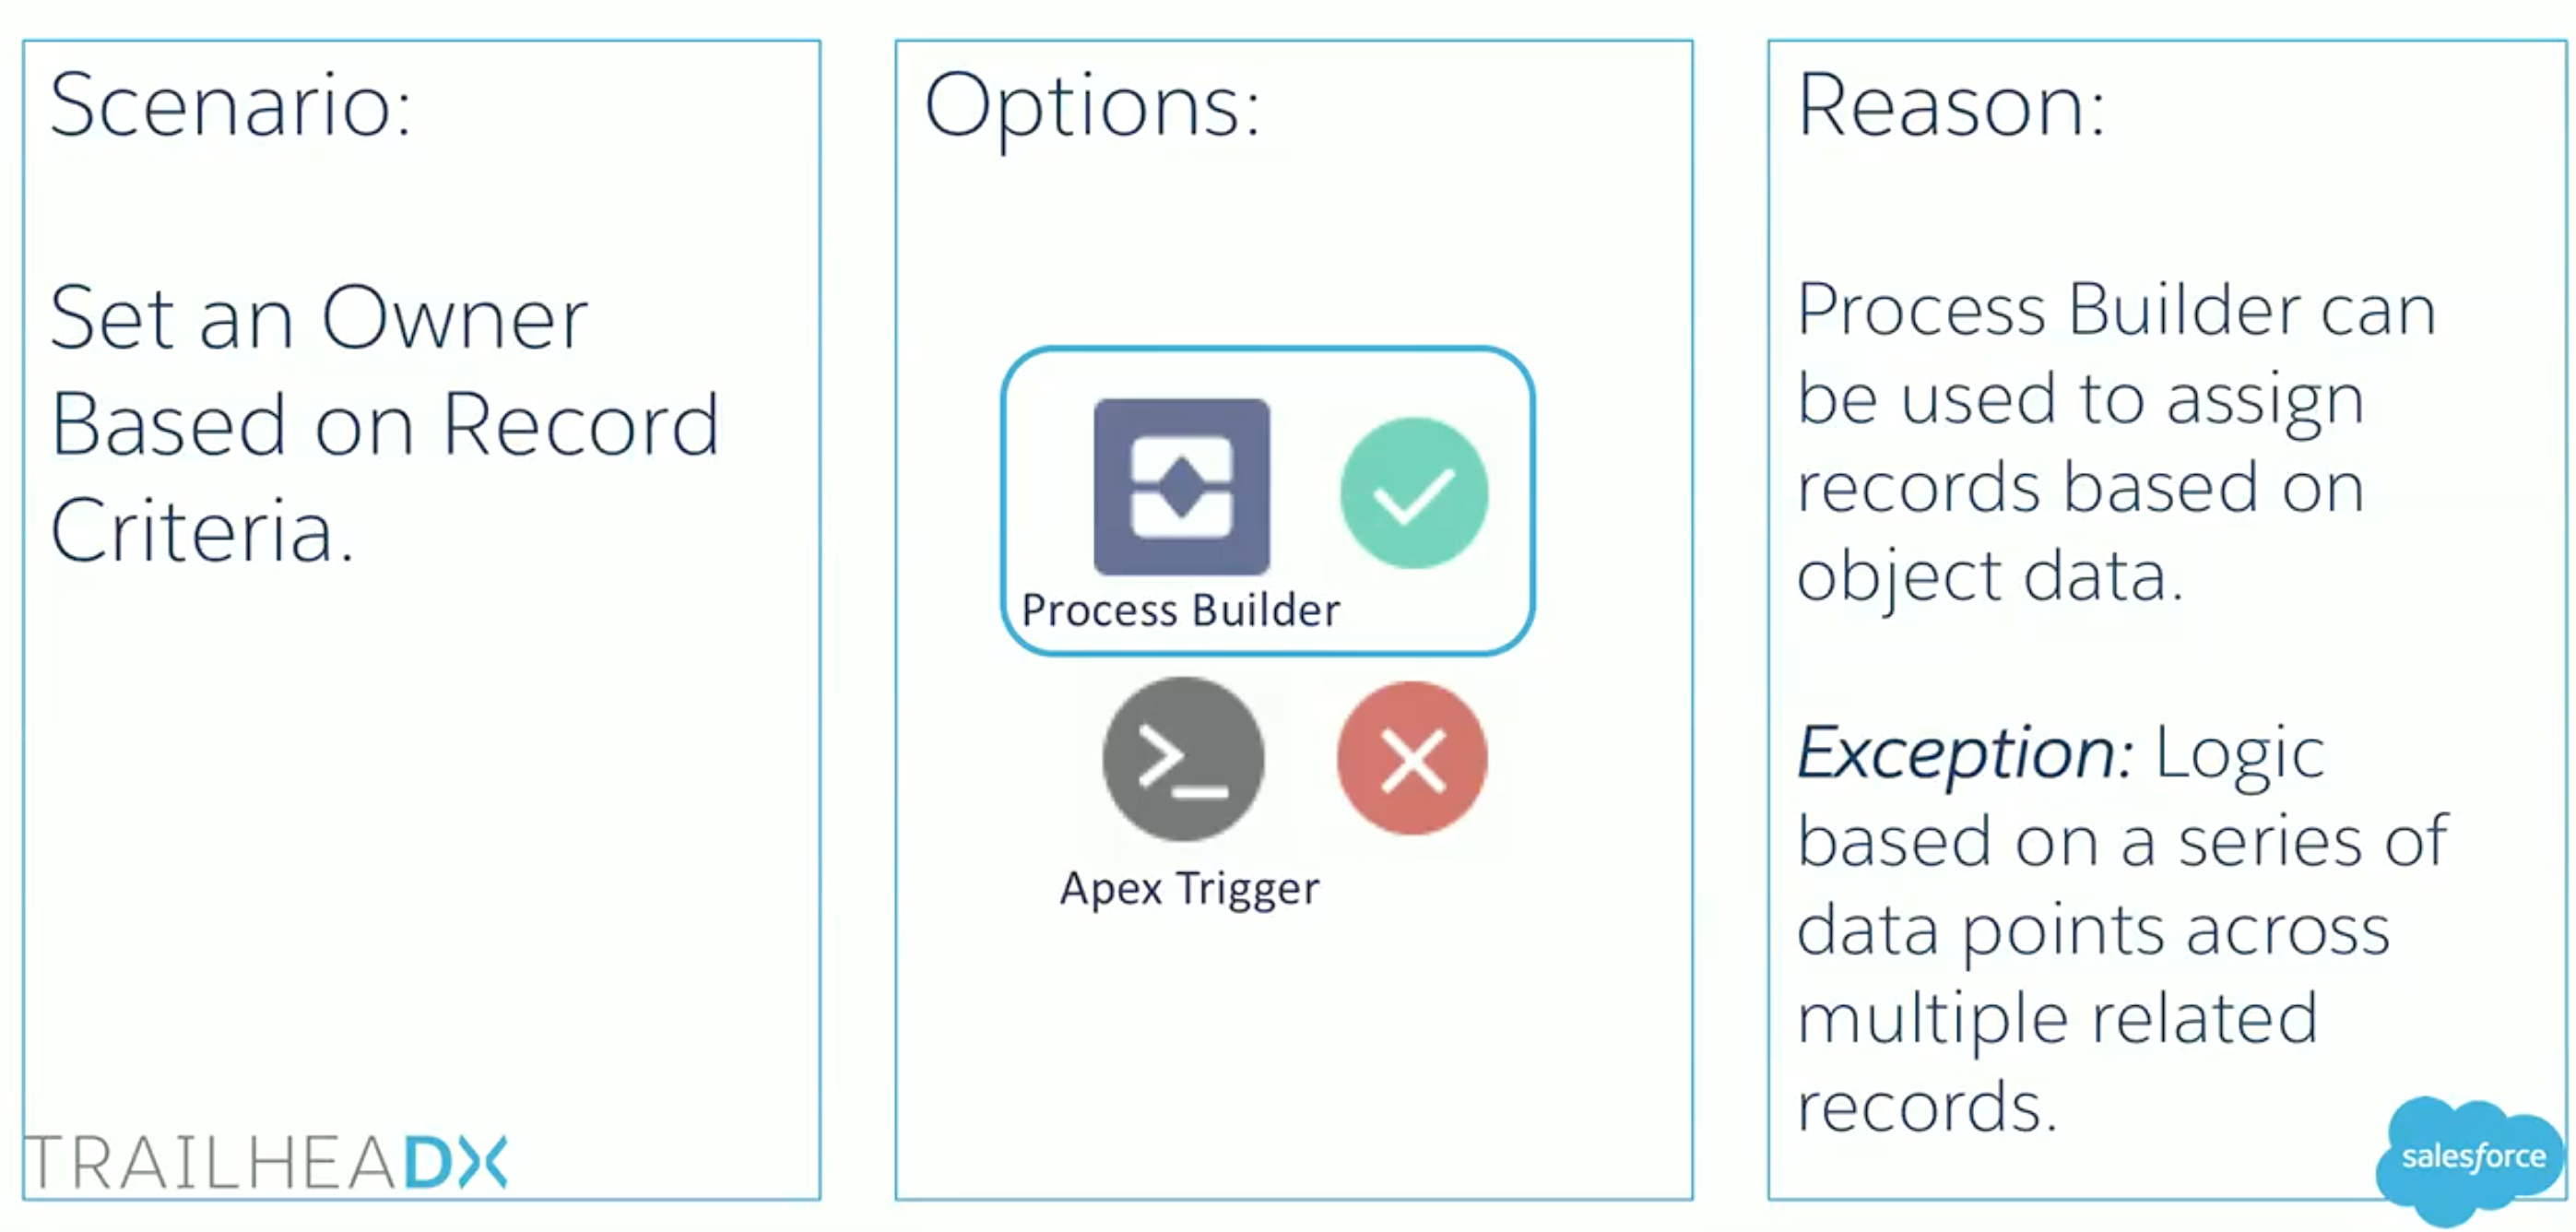 Scenario:
Set an Owner
Based on Record
Criteria.
TRAILHEADX
Options:
Process Builder
>_
Apex Trigger
Reason:
Process Builder can
be used to assign
records based on
object data.
Exception: Logic
based on a series of
data points across
multiple related
records.
salesforce